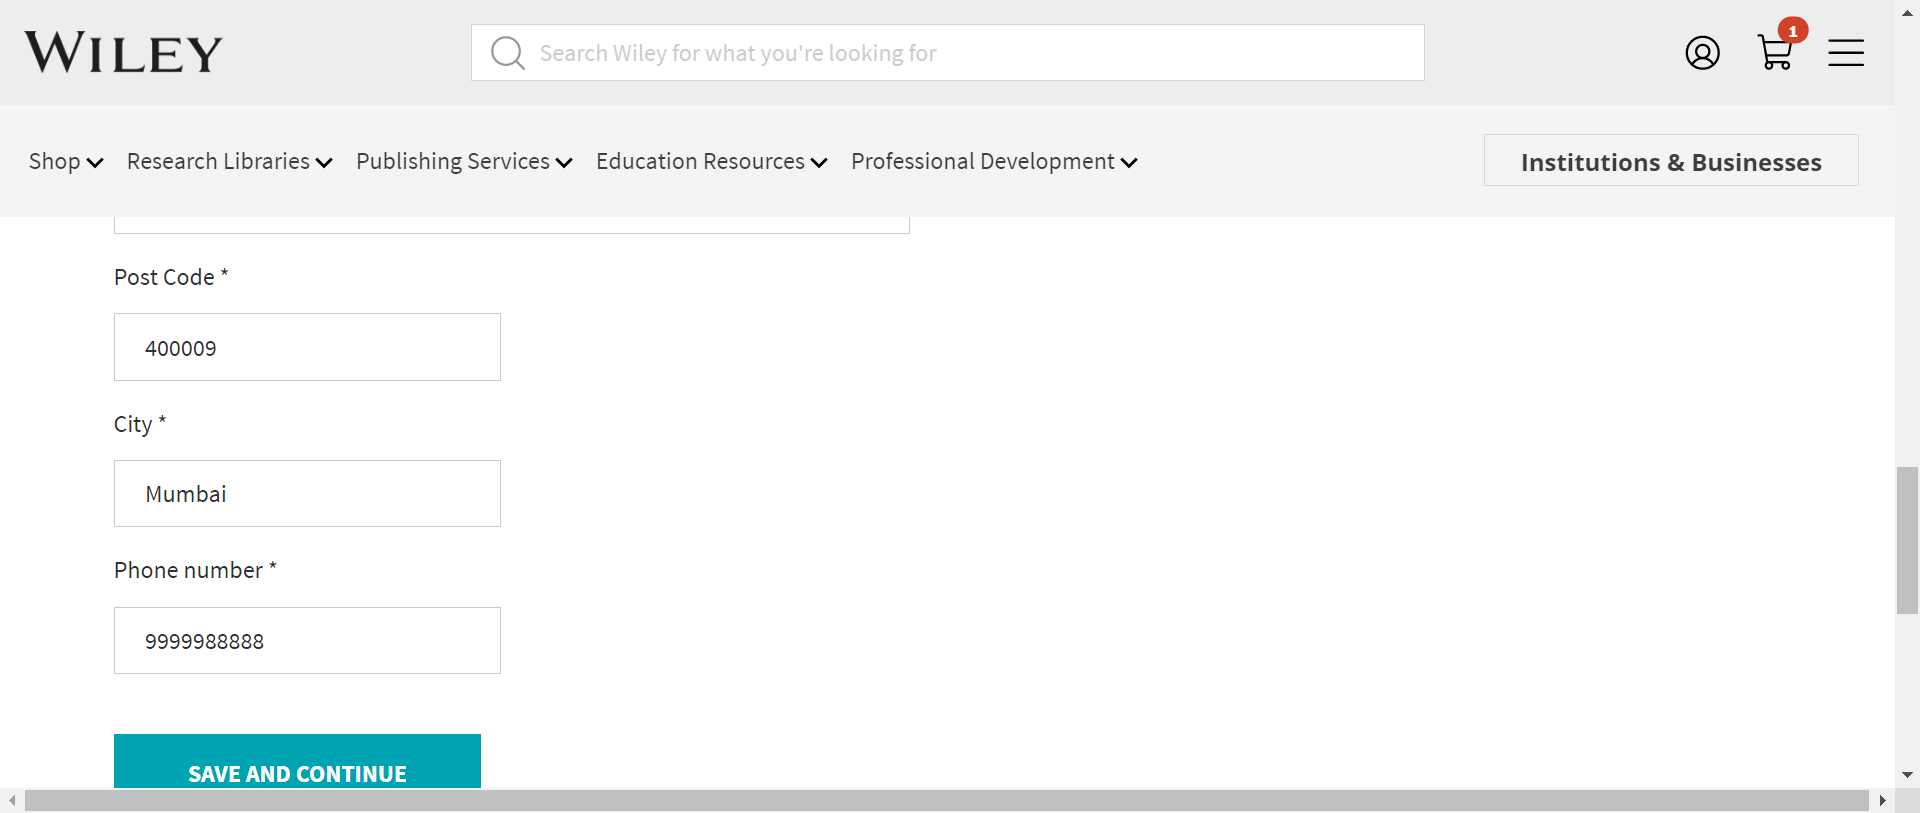 WILEY
Search Wiley for what you're looking for
1
Shop Research Libraries Publishing Services Education Resources Professional Development Institutions & Businesses
Post Code *
400009
City *
Mumbai
Phone number *
9999988888
SAVE AND CONTINUE